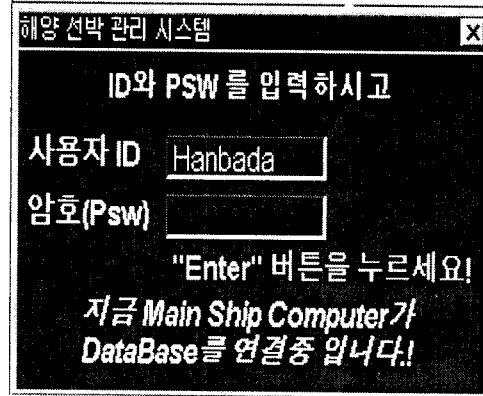 해양 선박 관리 시스템
ID와 PSW 를 입력하시고
사용자 ID Hanbada
암호(Psw)
"Enter" 버튼을 누르세요!
지금 Main Ship Computer가
DataBase를 연결중 입니다.!